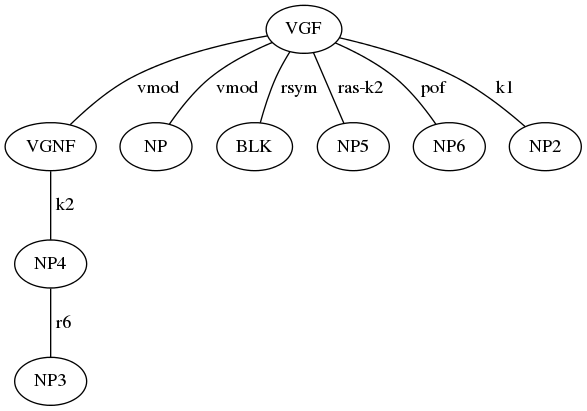 VGF
vmod vmod rsym ras-k2 pof k1
VGNF NP BLK NP5 NP6 NP2
k2
NP4
r6
NP3